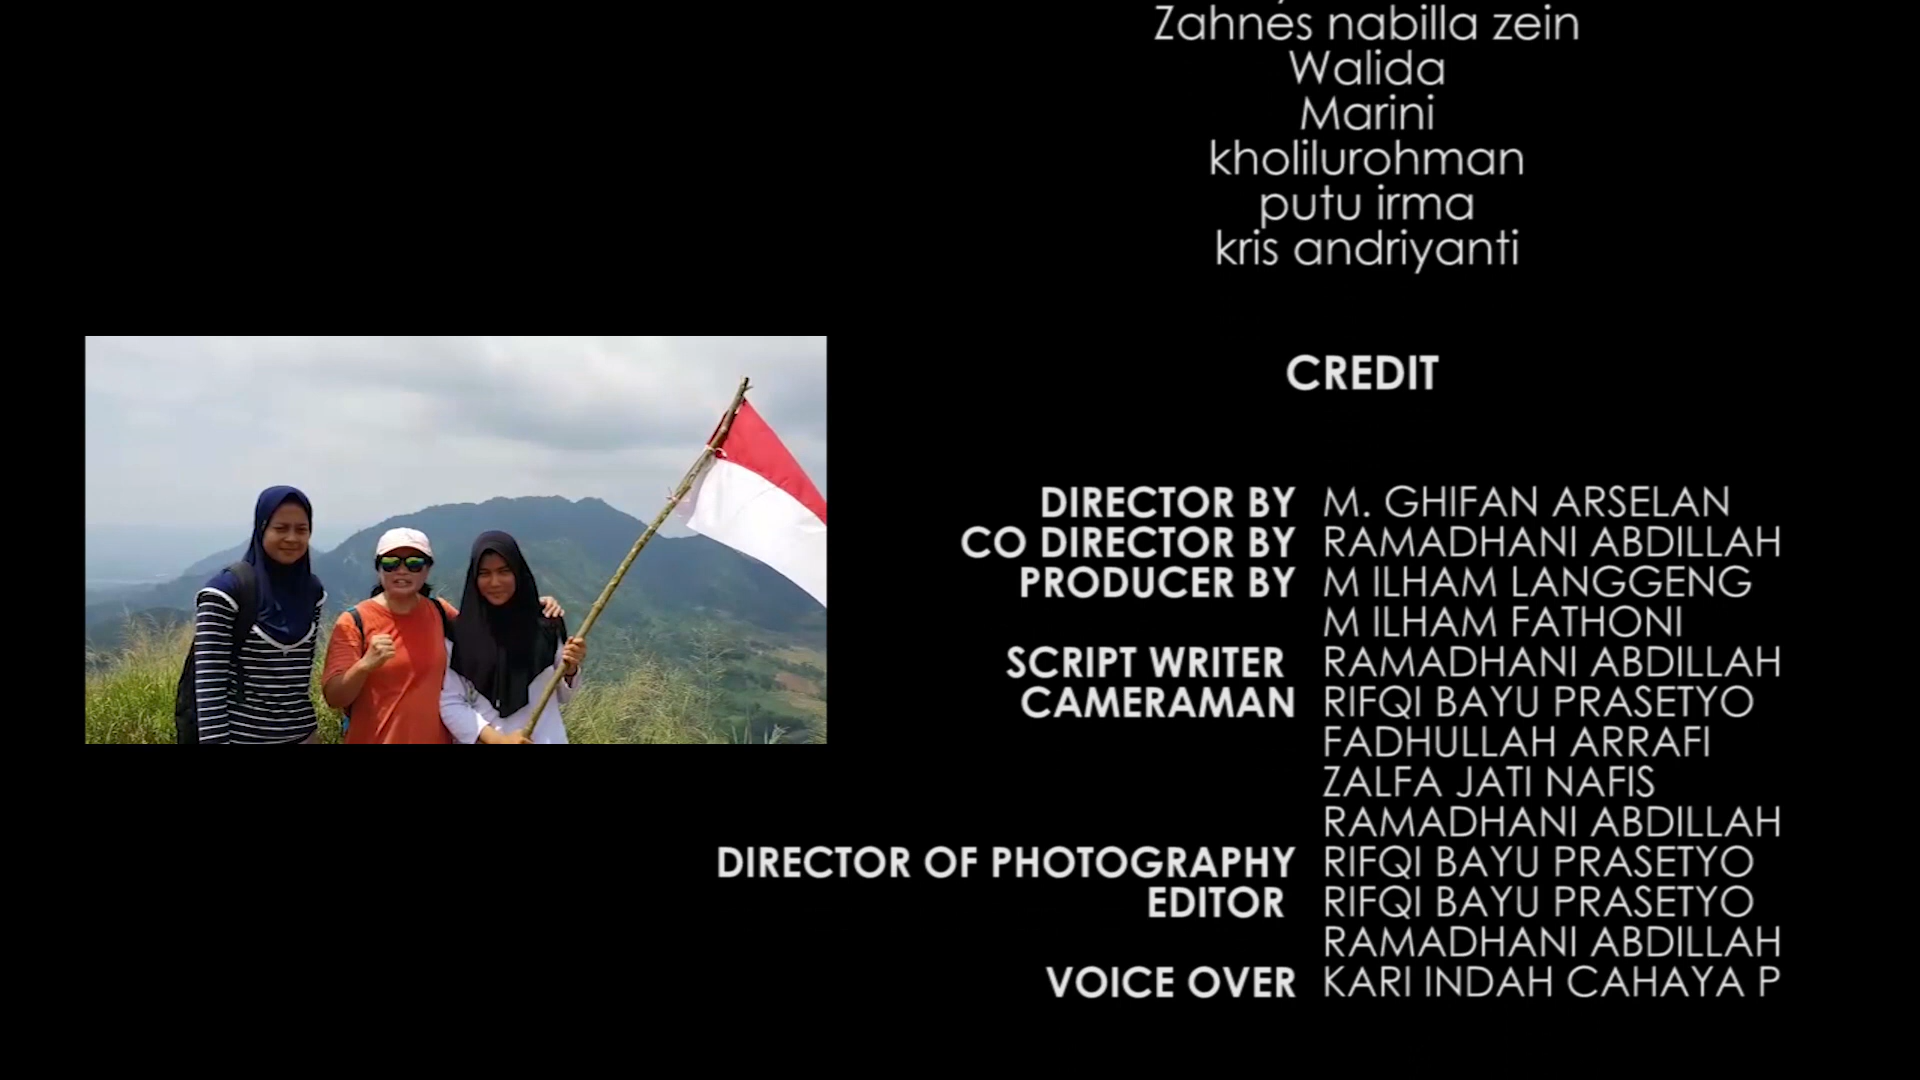 Zahnes nabilla zein
Walida
Marini
kholilurohman
putu irma
kris andriyanti
CREDIT
DIRECTOR BY M. GHIFAN ARSELAN
CO DIRECTOR BY RAMADHANI ABDILLAH
PRODUCER BY M ILHAM LANGGENG
M ILHAM FATHONI
SCRIPT WRITER RAMADHANI ABDILLAH
CAMERAMAN RIFQI BAYU PRASETYO
FADHULLAH ARRAFI
ZALFA JATI NAFIS
RAMADHANI ABDILLAH
DIRECTOR OF PHOTOGRAPHY RIFQI BAYU PRASETYO
EDITOR RIFQI BAYU PRASETYO
RAMADHANI ABDILLAH
VOICE OVER KARI INDAH CAHAYA P